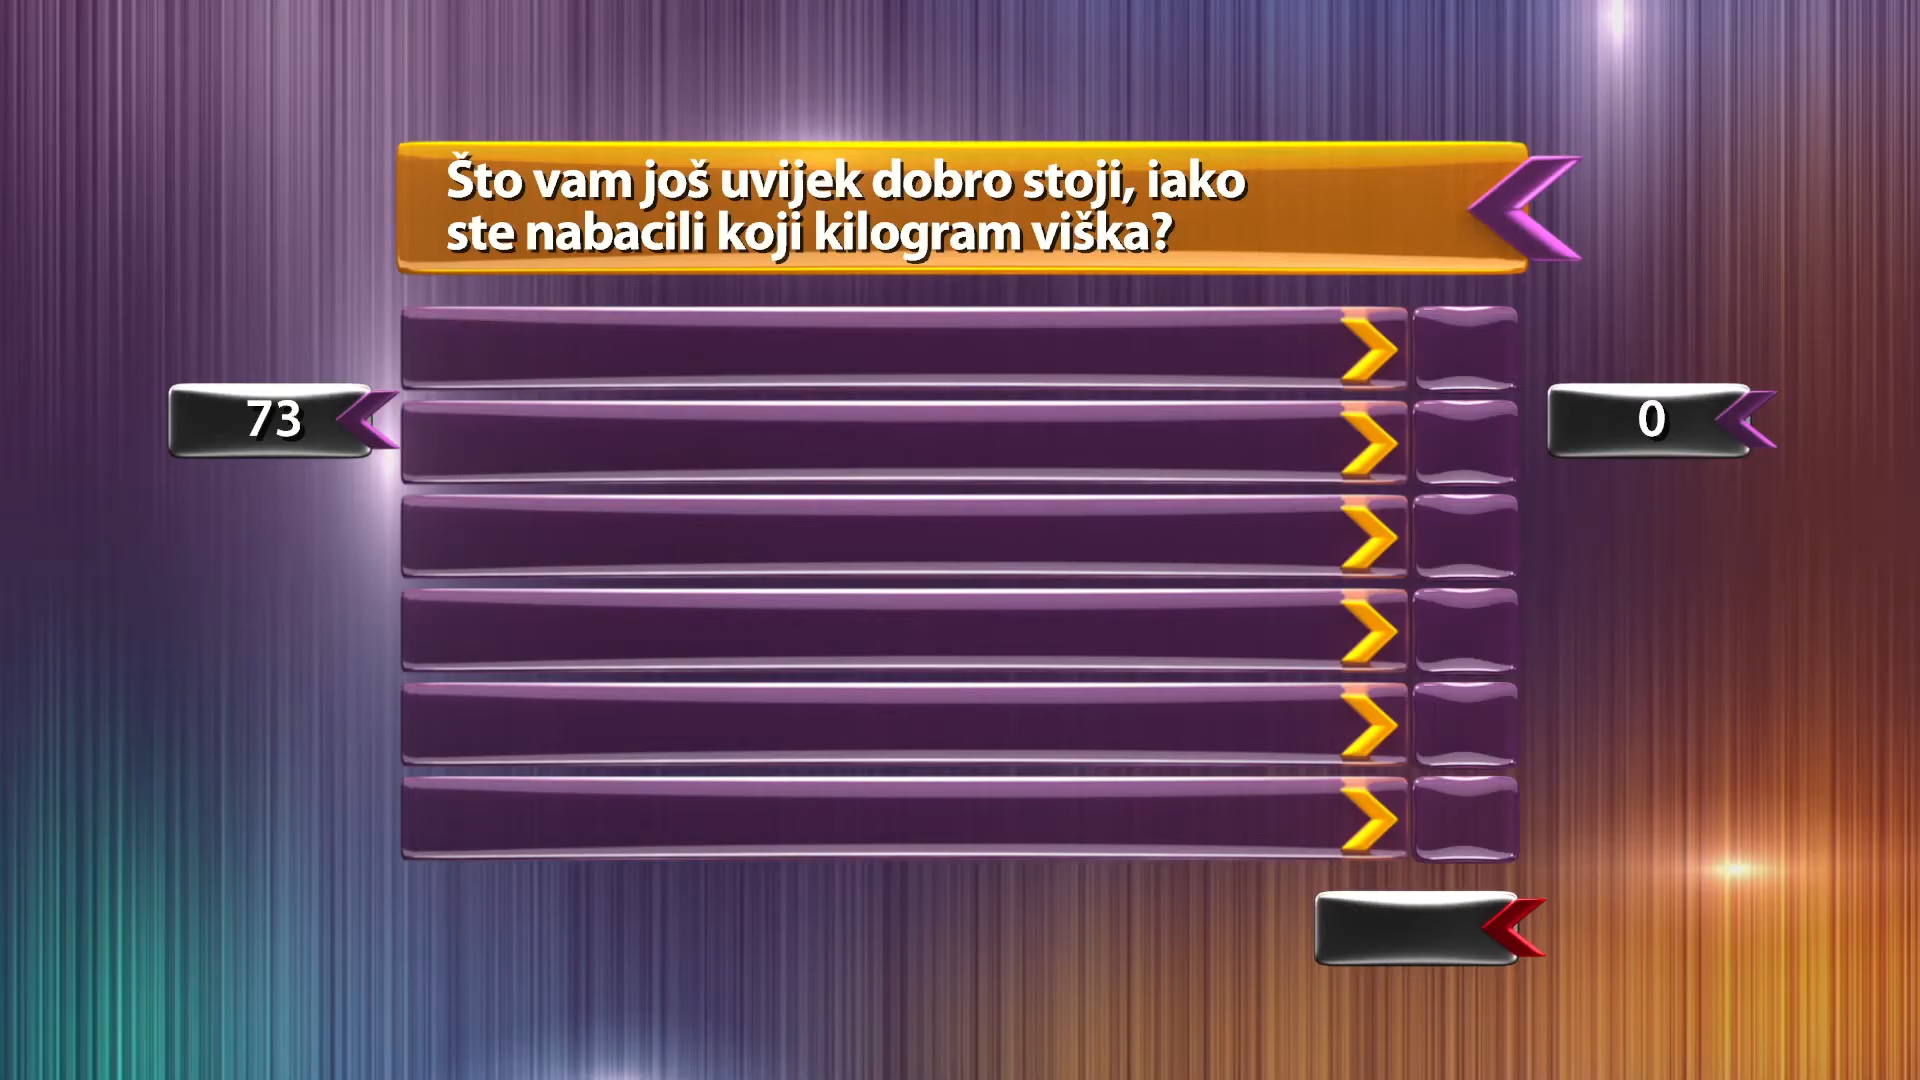 Što vam još uvijek dobro stoji, iako
ste nabacili koji kilogram viška?
73
0